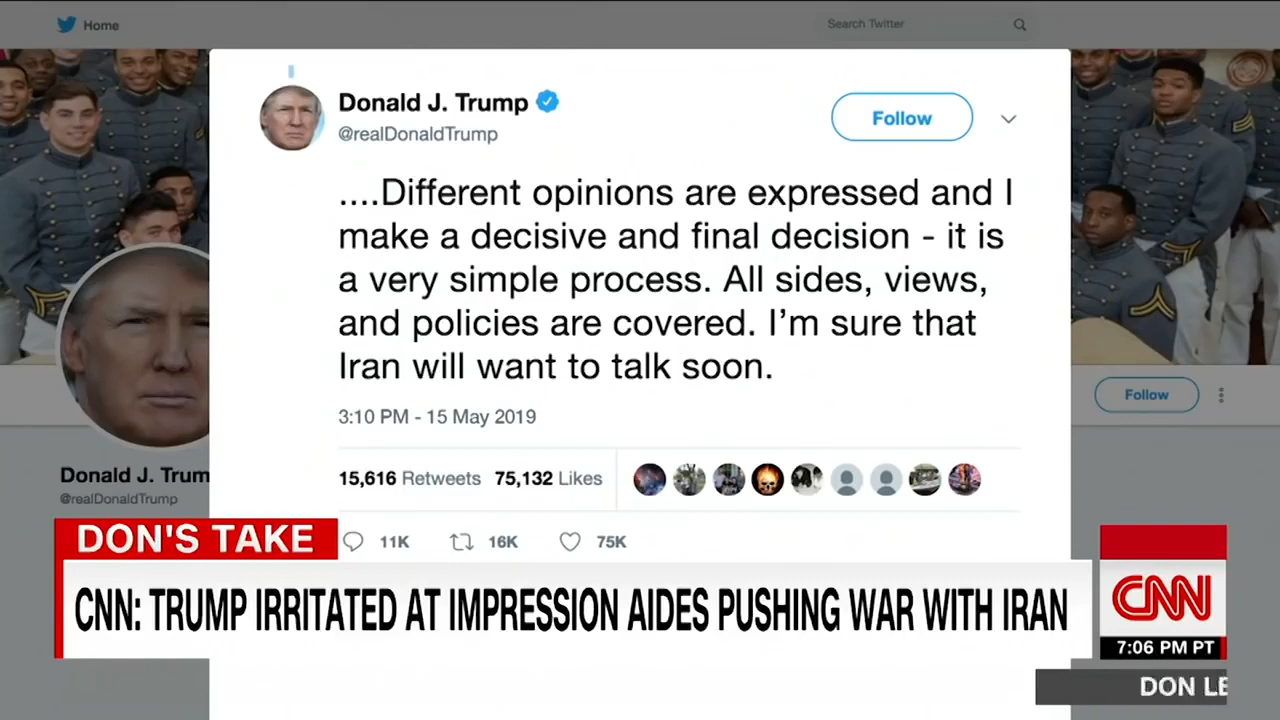 Home
Search Twitter
Donald J. Trump
@realDonaldTrump
Follow
....Different opinions are expressed and I
make a decisive and final decision - it is
a very simple process. All sides, views,
and policies are covered. I'm sure that
Iran will want to talk soon.
3:10 PM - 15 May 2019
15,616 Retweets 75,132 Likes
11K 16K 75K
Follow
Donald J. Trum
@realDonaldTrump
DON'S TAKE
CNN: TRUMP IRRITATED AT IMPRESSION AIDES PUSHING WAR WITH IRAN
CNN
7:06 PM PT
DON LE